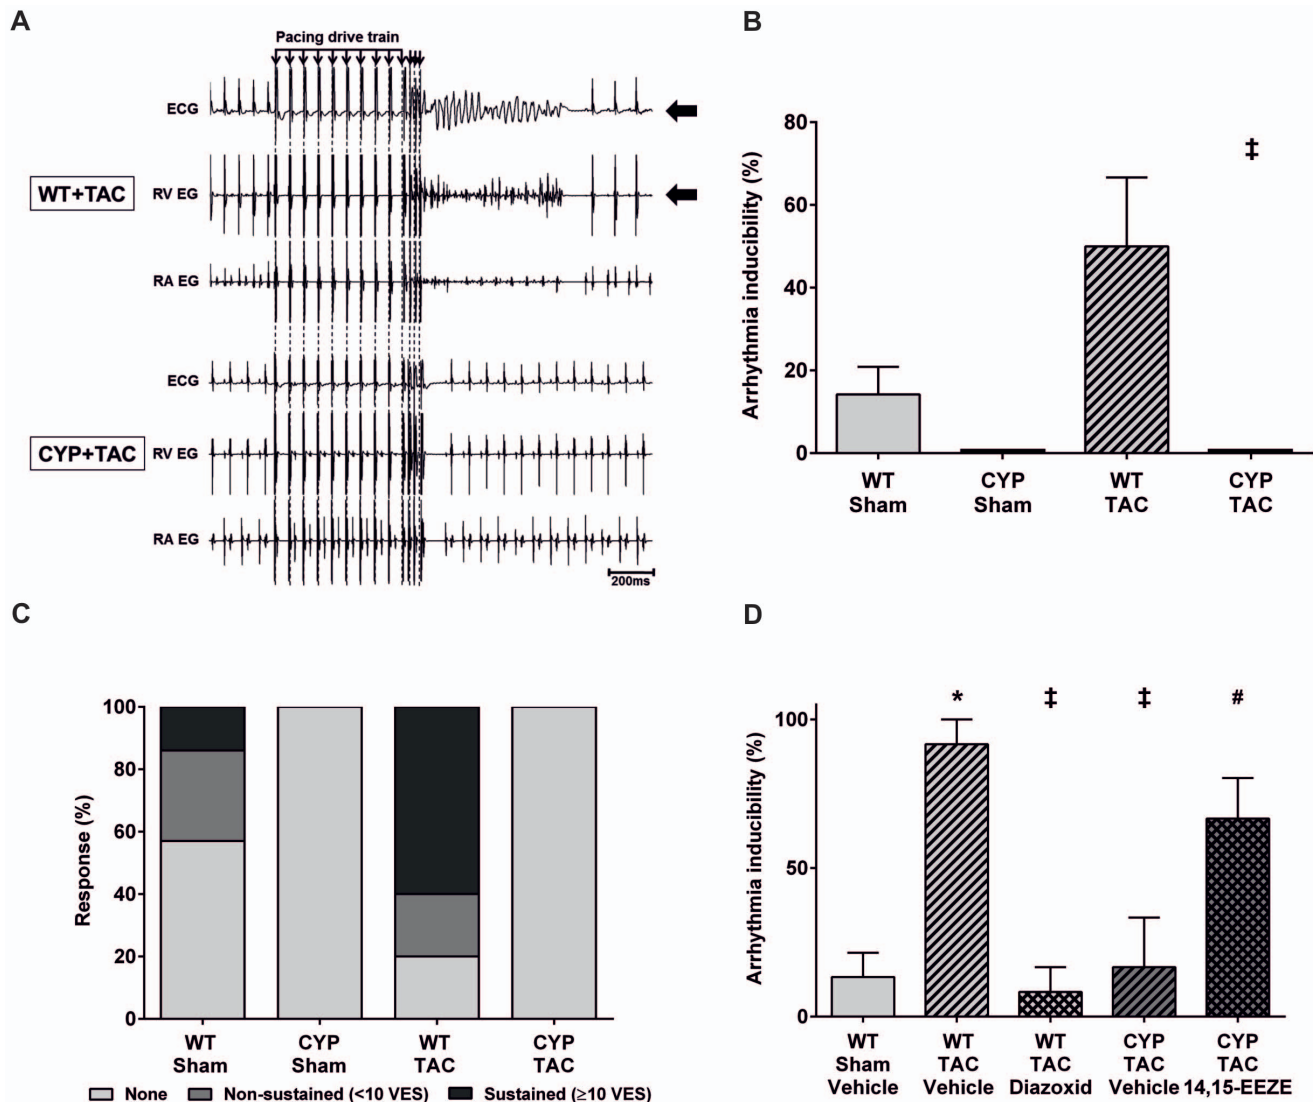 A
Pacing drive train
ECG
WT+TAC
RV EG
RA EG
ECG
CYP+TAC
RV EG
RA EG
200ms
B
Arrhythmia inducibility (%)
80
60
40
20
0
‡
WT Sham
CYP Sham
WT TAC
CYP TAC
C
Response (%)
100
80
60
40
20
0
WT Sham
CYP Sham
WT TAC
CYP TAC
None
Non-sustained (<10 VES)
Sustained (≥10 VES)
D
Arrhythmia inducibility (%)
100
50
0
*
‡
‡
#
WT Sham Vehicle
WT TAC Vehicle
WT TAC Diazoxid
CYP TAC Vehicle
CYP TAC 14,15-EEZE